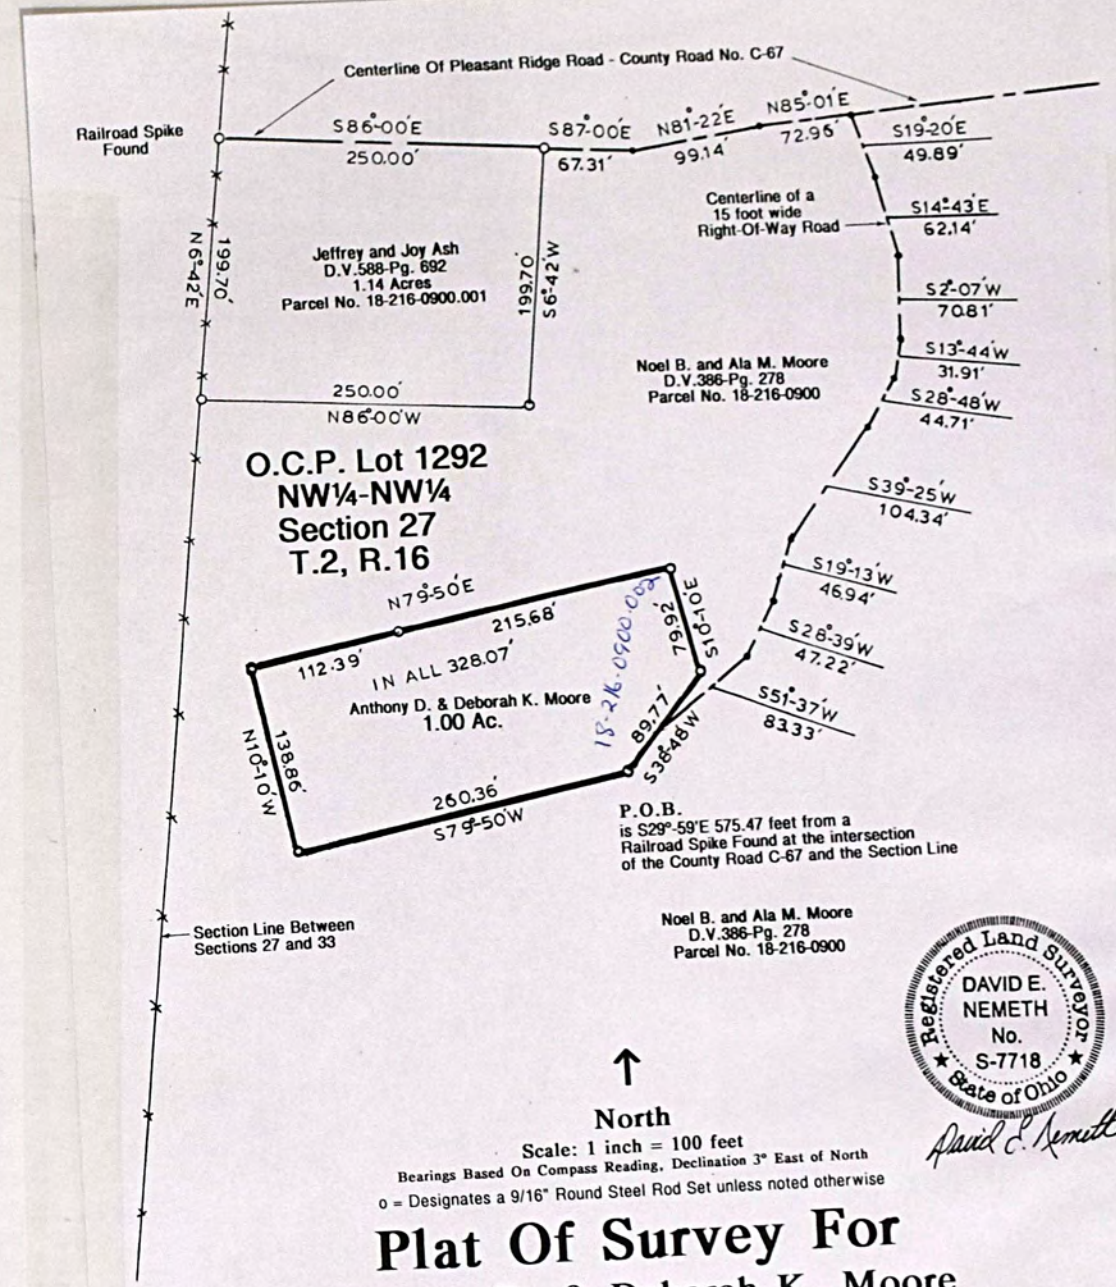 Centerline Of Pleasant Ridge Road - County Road No. C-67
Railroad Spike
Found
S86°-00'E
250.00'
S87°-00'E
67.31'
N81°-22'E
99.14'
N85°-01'E
72.96'
S19°-20'E
49.89'
Centerline of a
15 foot wide
Right-Of-Way Road
S14°-43'E
62.14'
N6°-42'E
199.70'
Jeffrey and Joy Ash
D.V.588-Pg. 692
1.14 Acres
Parcel No. 18-216-0900.001
199.70'
S6°-42'W
S2°-07'W
70.81'
S13°-44'W
31.91'
Noel B. and Ala M. Moore
D.V.386-Pg. 278
Parcel No. 18-216-0900
S28°-48'W
44.71'
250.00'
N86°-00'W
O.C.P. Lot 1292
NW¼-NW¼
Section 27
T.2, R.16
S39°-25'W
104.34'
S19°-13'W
46.94'
N79°-50'E
215.68'
112.39'
IN ALL 328.07'
18-216-0900.002
79.92'
S10°-10'E
S28°-39'W
47.22'
Anthony D. & Deborah K. Moore
1.00 Ac.
S51°-37'W
83.33'
89.77'
S38°-48'W
138.86'
N10°-10'W
260.36'
S79°-50'W
P.O.B.
is S29°-59'E 575.47 feet from a
Railroad Spike Found at the intersection
of the County Road C-67 and the Section Line
Section Line Between
Sections 27 and 33
Noel B. and Ala M. Moore
D.V.386-Pg. 278
Parcel No. 18-216-0900
Registered Land Surveyor
DAVID E.
NEMETH
No.
S-7718
State of Ohio
David E. Nemeth
North
Scale: 1 inch = 100 feet
Bearings Based On Compass Reading, Declination 3° East of North
o = Designates a 9/16" Round Steel Rod Set unless noted otherwise
Plat Of Survey For
& Deborah K. Moore